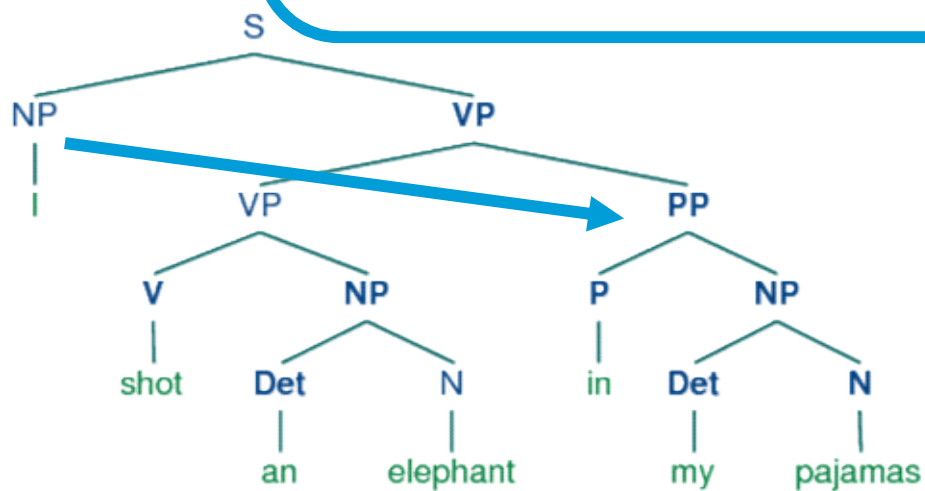 S
NP VP
I VP PP
V NP P NP
shot Det N in Det N
an elephant my pajamas